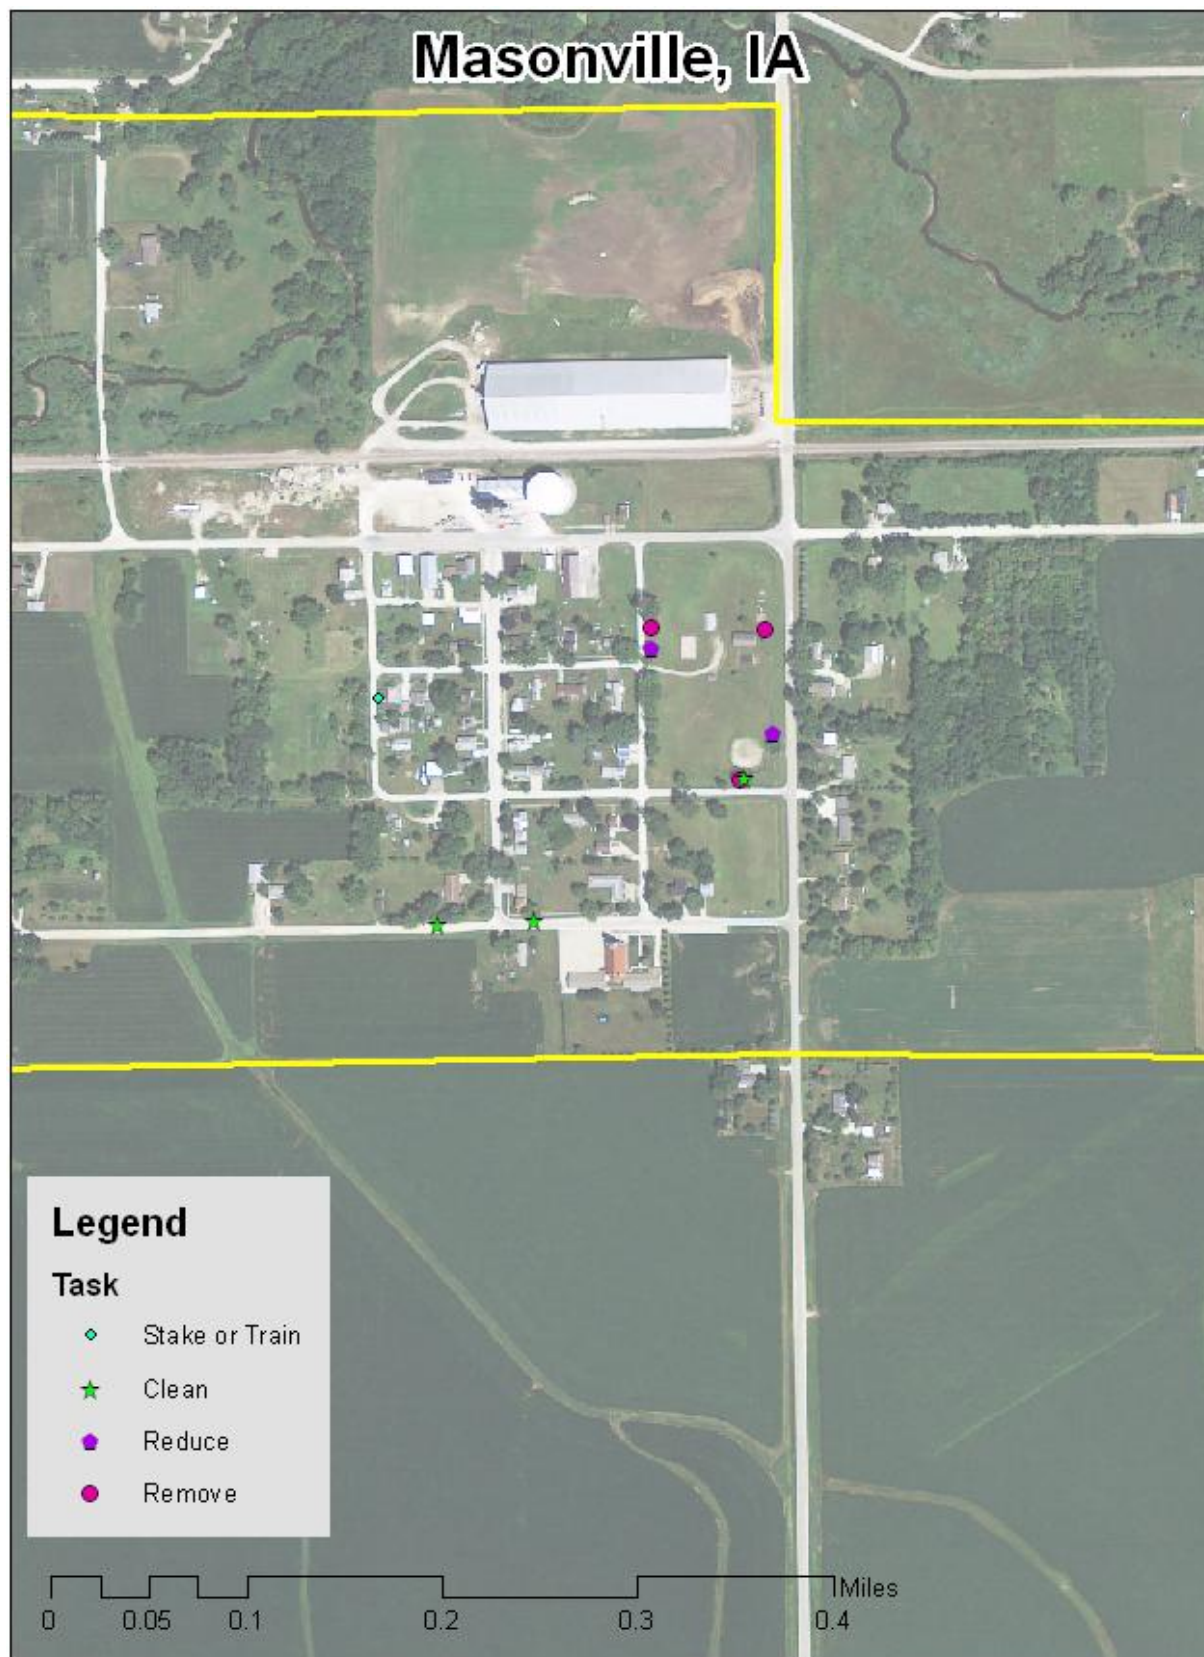 Masonville, IA
Legend
Task
Stake or Train
Clean
Reduce
Remove
Miles
0 0.05 0.1 0.2 0.3 0.4